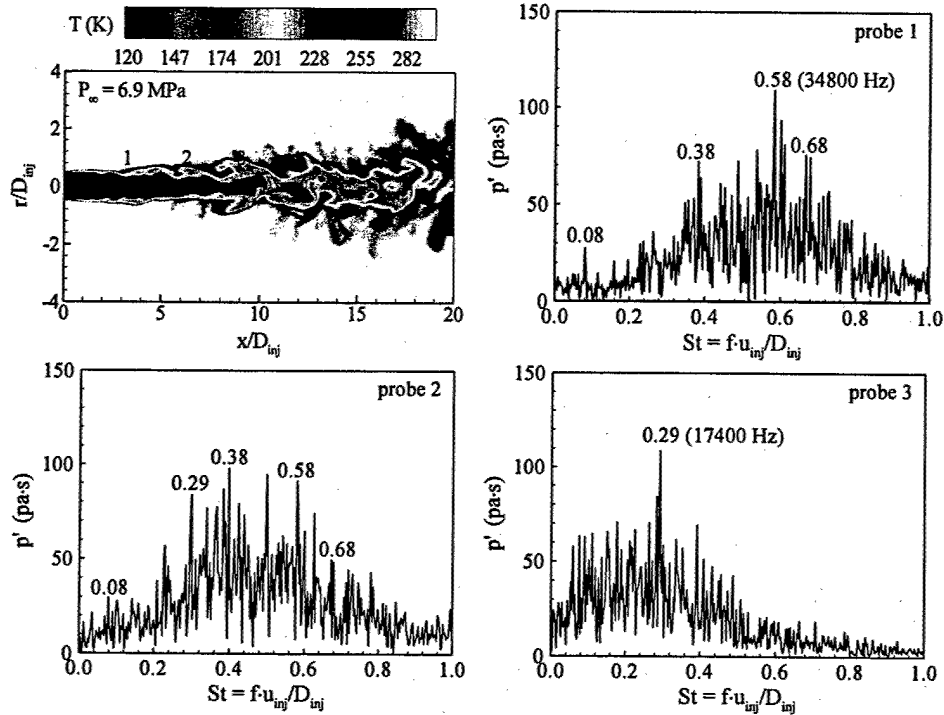 T (K)
120 147 174 201 228 255 282
P∞ = 6.9 MPa
1 2
4
2
0
-2
-4
r/Dinj
0 5 10 15 20
x/Dinj
probe 1
0.58 (34800 Hz)
0.38
0.68
0.08
150
100
50
0
p' (pa·s)
0.0 0.2 0.4 0.6 0.8 1.0
St = f·uinj/Dinj
probe 2
0.38
0.29
0.58
0.68
0.08
150
100
50
0
p' (pa·s)
0.0 0.2 0.4 0.6 0.8 1.0
St = f·uinj/Dinj
probe 3
0.29 (17400 Hz)
150
100
50
0
p' (pa·s)
0.0 0.2 0.4 0.6 0.8 1.0
St = f·uinj/Dinj